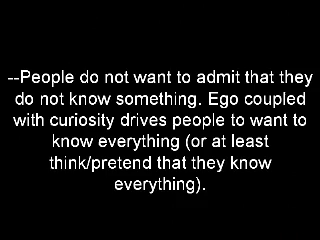 --People do not want to admit that they
do not know something. Ego coupled
with curiosity drives people to want to
know everything (or at least
think/pretend that they know
everything).